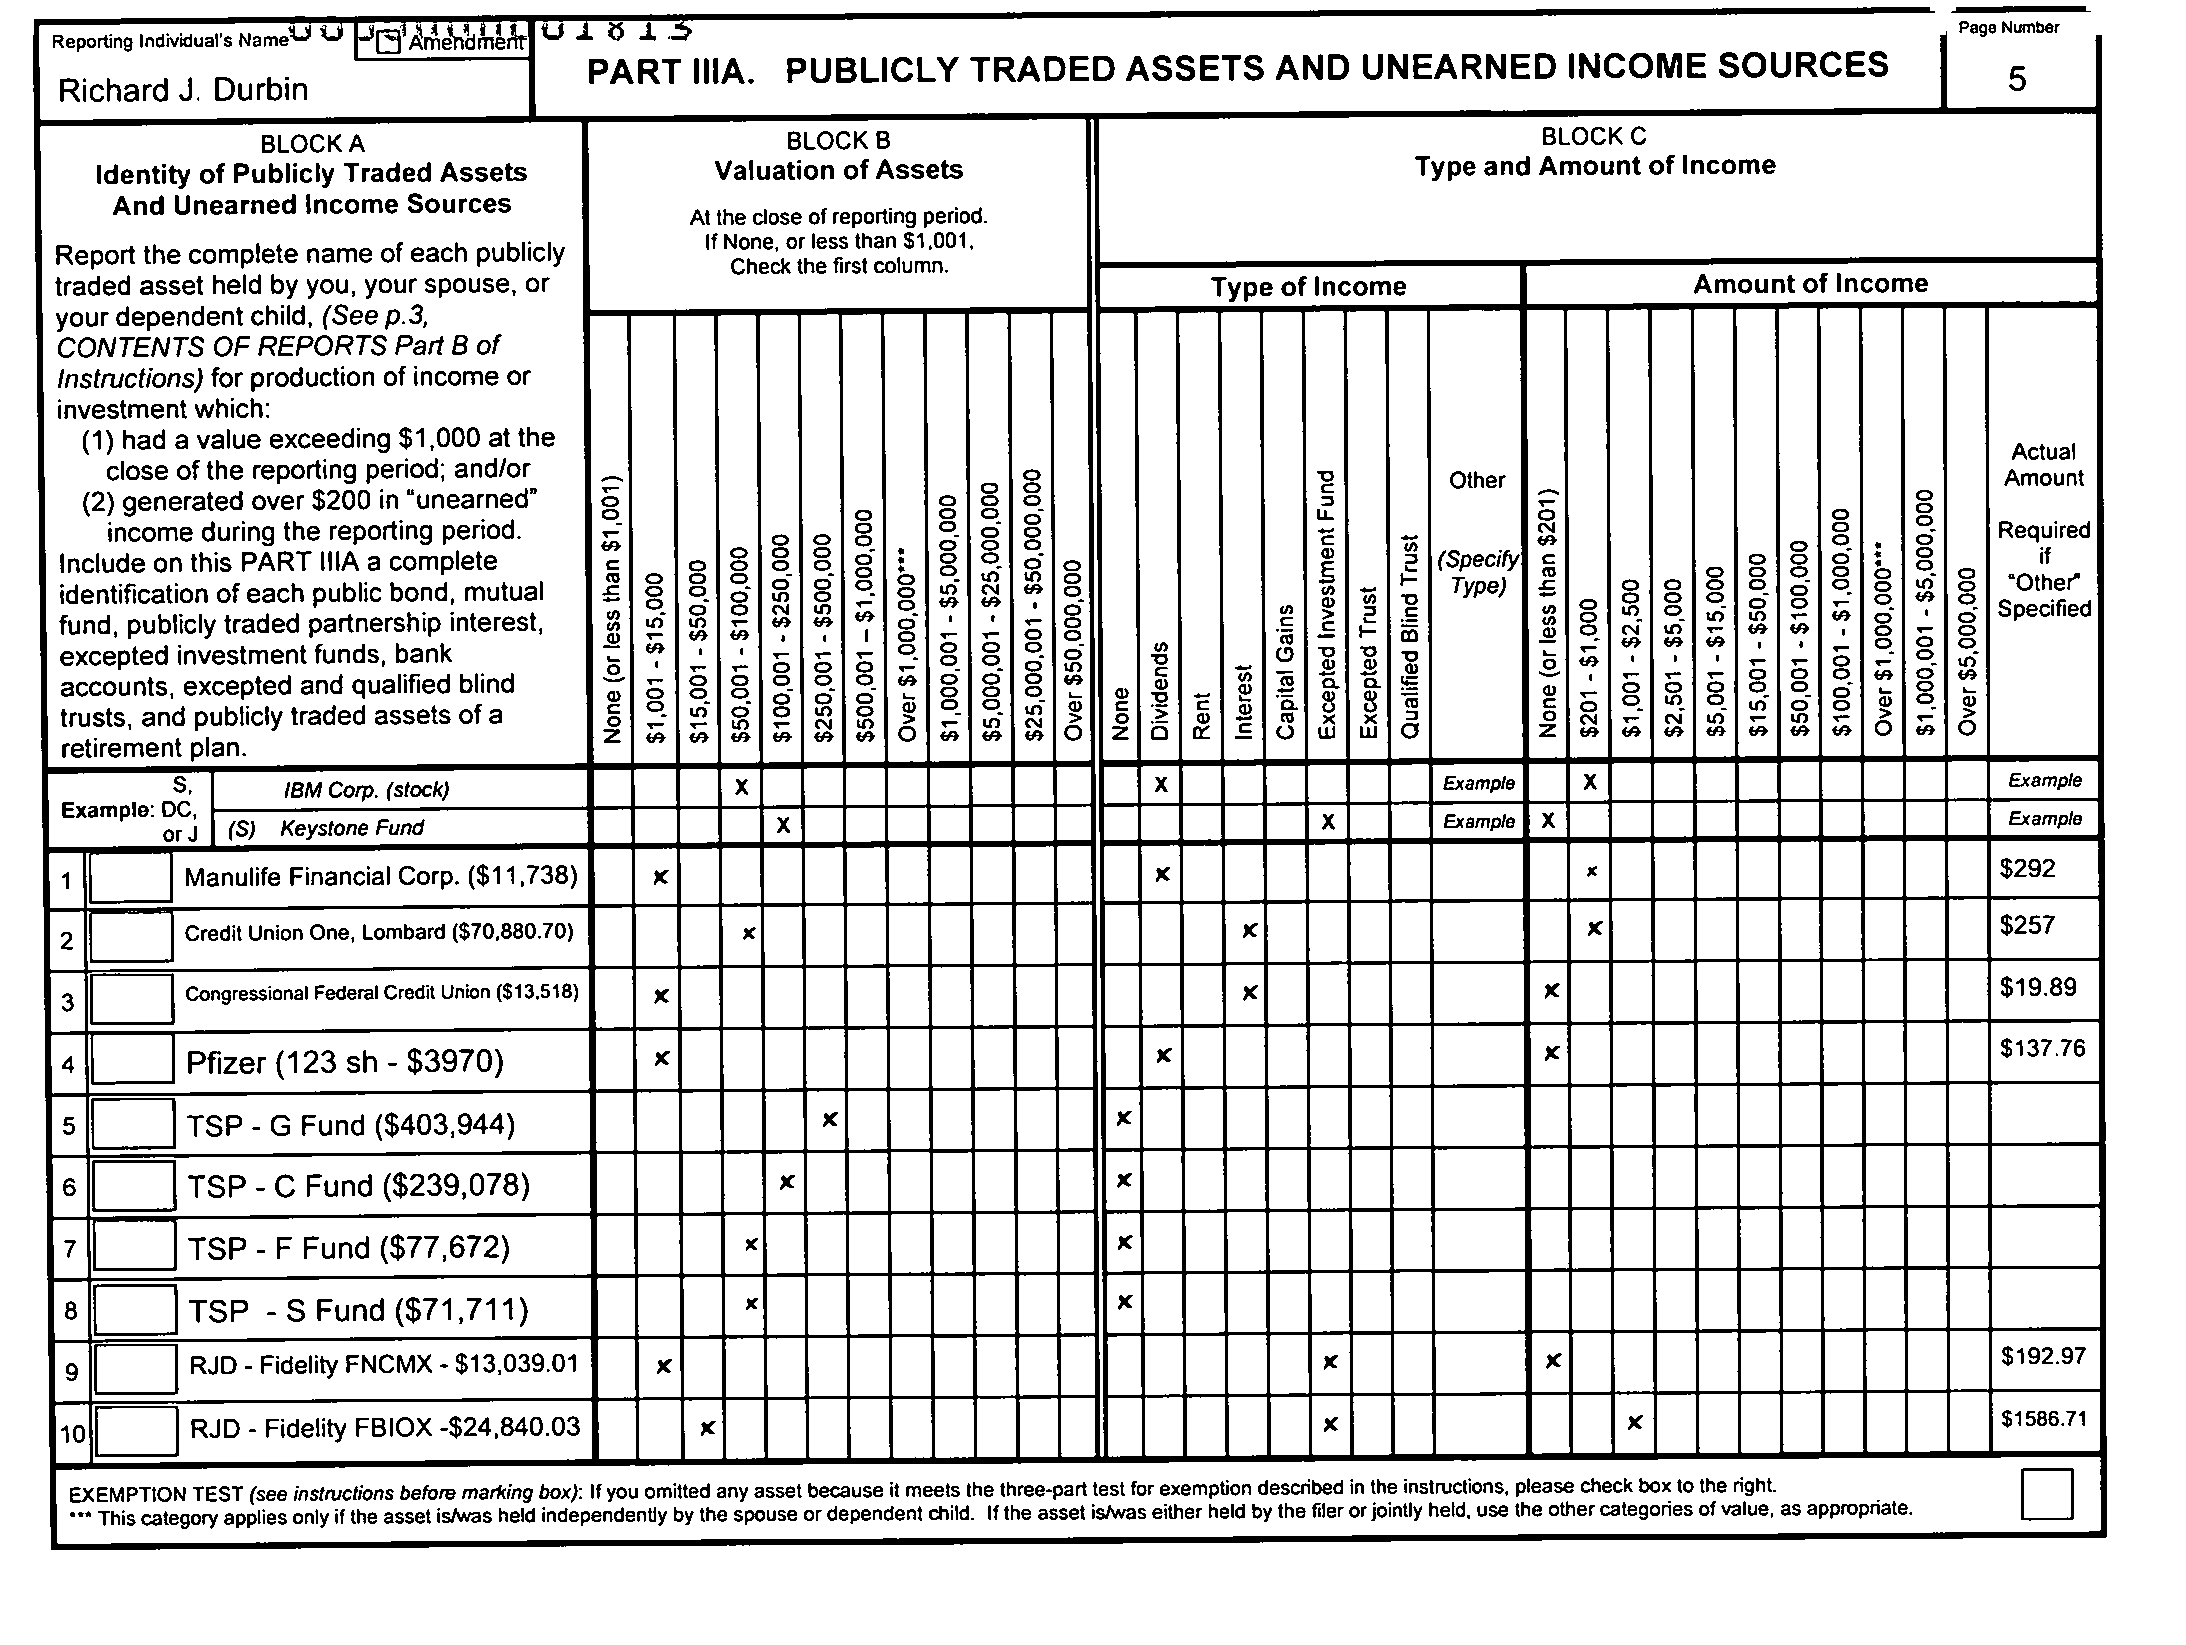 Reporting Individual's Name
Amendment
Richard J. Durbin
PART IIIA. PUBLICLY TRADED ASSETS AND UNEARNED INCOME SOURCES
Page Number
5
BLOCK A
Identity of Publicly Traded Assets
And Unearned Income Sources
Report the complete name of each publicly
traded asset held by you, your spouse, or
your dependent child, (See p.3,
CONTENTS OF REPORTS Part B of
Instructions) for production of income or
investment which:
(1) had a value exceeding $1,000 at the
close of the reporting period; and/or
(2) generated over $200 in "unearned"
income during the reporting period.
Include on this PART IIIA a complete
identification of each public bond, mutual
fund, publicly traded partnership interest,
excepted investment funds, bank
accounts, excepted and qualified blind
trusts, and publicly traded assets of a
retirement plan.
BLOCK B
Valuation of Assets
At the close of reporting period.
If None, or less than $1,001,
Check the first column.
None (or less than $1,001)
$1,001 - $15,000
$15,001 - $50,000
$50,001 - $100,000
$100,001 - $250,000
$250,001 - $500,000
$500,001 – $1,000,000
Over $1,000,000***
$1,000,001 - $5,000,000
$5,000,001 - $25,000,000
$25,000,001 - $50,000,000
Over $50,000,000
BLOCK C
Type and Amount of Income
Type of Income
None
Dividends
Rent
Interest
Capital Gains
Excepted Investment Fund
Excepted Trust
Qualified Blind Trust
Other
(Specify
Type)
Amount of Income
None (or less than $201)
$201 - $1,000
$1,001 - $2,500
$2,501 - $5,000
$5,001 - $15,000
$15,001 - $50,000
$50,001 - $100,000
$100,001 - $1,000,000
Over $1,000,000***
$1,000,001 - $5,000,000
Over $5,000,000
Actual
Amount
Required
if
"Other"
Specified
S,
Example: DC,
or J
IBM Corp. (stock) X X Example X Example
(S) Keystone Fund X X Example X Example
1 Manulife Financial Corp. ($11,738) x x x $292
2 Credit Union One, Lombard ($70,880.70) x x x $257
3 Congressional Federal Credit Union ($13,518) x x x $19.89
4 Pfizer (123 sh - $3970) x x x $137.76
5 TSP - G Fund ($403,944) x x
6 TSP - C Fund ($239,078) x x
7 TSP - F Fund ($77,672) x x
8 TSP - S Fund ($71,711) x x
9 RJD - Fidelity FNCMX - $13,039.01 x x x $192.97
10 RJD - Fidelity FBIOX -$24,840.03 x x x $1586.71
EXEMPTION TEST (see instructions before marking box): If you omitted any asset because it meets the three-part test for exemption described in the instructions, please check box to the right.
*** This category applies only if the asset is/was held independently by the spouse or dependent child. If the asset is/was either held by the filer or jointly held, use the other categories of value, as appropriate.